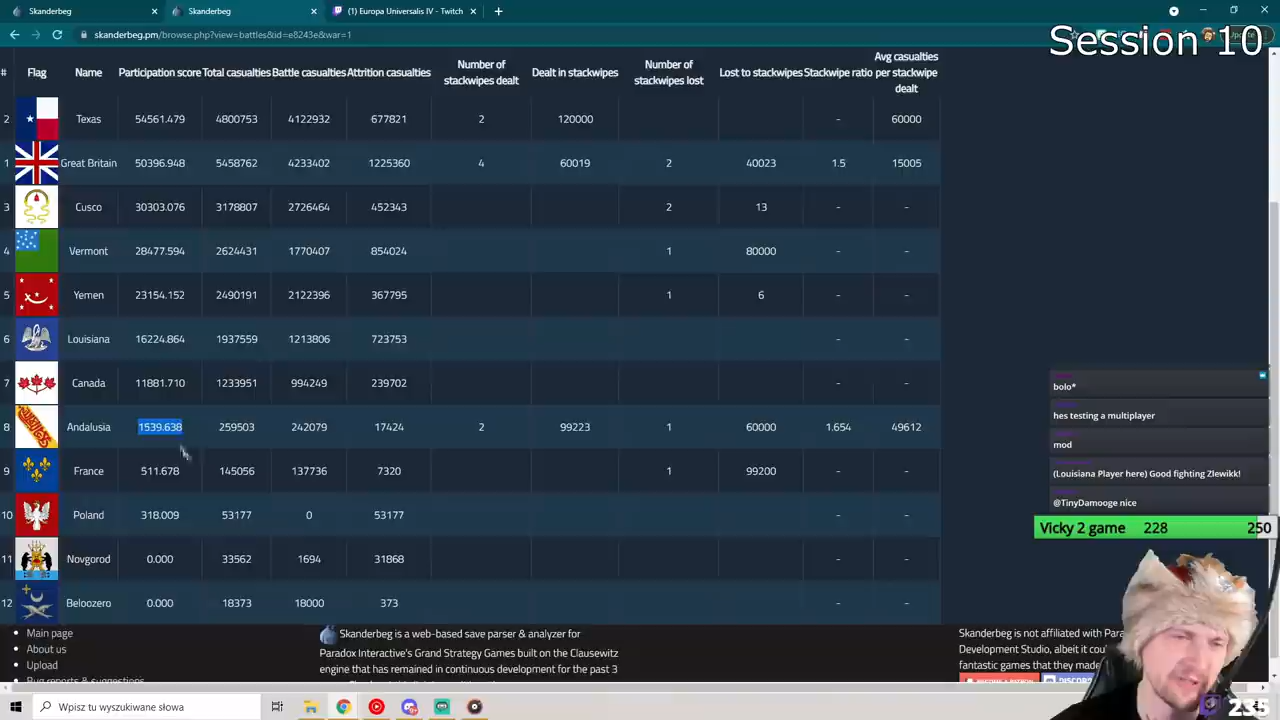 Skanderbeg
Skanderbeg
(1) Europa Universalis IV - Twitch
skanderbeg.pm/browse.php?view=battles&id=e8243e&war=1
Session 10
# Flag Name Participation score Total casualties Battle casualties Attrition casualties Number of stackwipes dealt Dealt in stackwipes Number of stackwipes lost Lost to stackwipes Stackwipe ratio Avg casualties per stackwipe dealt
2 Texas 54561.479 4800753 4122932 677821 2 120000 - 60000
1 Great Britain 50396.948 5458762 4233402 1225360 4 60019 2 40023 1.5 15005
3 Cusco 30303.076 3178807 2726464 452343 2 13 - -
4 Vermont 28477.594 2624431 1770407 854024 1 80000 - -
5 Yemen 23154.152 2490191 2122396 367795 1 6 - -
6 Louisiana 16224.864 1937559 1213806 723753 - -
7 Canada 11881.710 1233951 994249 239702 - -
8 Andalusia 1539.638 259503 242079 17424 2 99223 1 60000 1.654 49612
9 France 511.678 145056 137736 7320 1 99200 - -
10 Poland 318.009 53177 0 53177 - -
11 Novgorod 0.000 33562 1694 31868 - -
12 Beloozero 0.000 18373 18000 373 - -
bolo*
hes testing a multiplayer
mod
(Louisiana Player here) Good fighting Zlewikk!
@TinyDamooge nice
Vicky 2 game 228 250
Main page
About us
Upload
Bug reports & suggestions
Skanderbeg is a web-based save parser & analyzer for
Paradox Interactive's Grand Strategy Games built on the Clausewitz
engine that has remained in continuous development for the past 3
Skanderbeg is not affiliated with Para
Development Studio, albeit it cou
fantastic games that they made
Wpisz tu wyszukiwane słowa
235